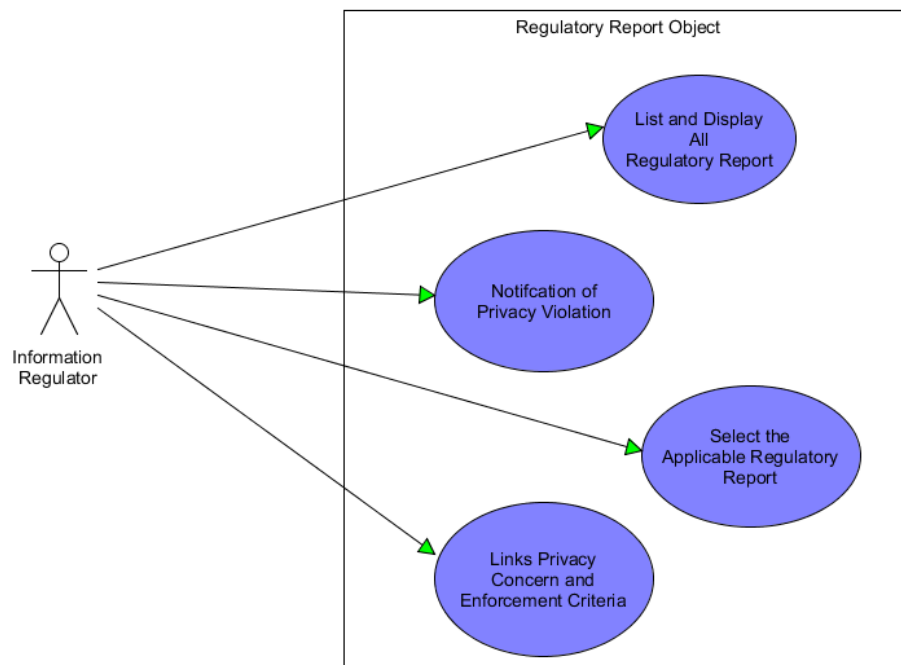 Regulatory Report Object
List and Display
All
Regulatory Report
Notifcation of
Privacy Violation
Information
Regulator
Select the
Applicable Regulatory
Report
Links Privacy
Concern and
Enforcement Criteria